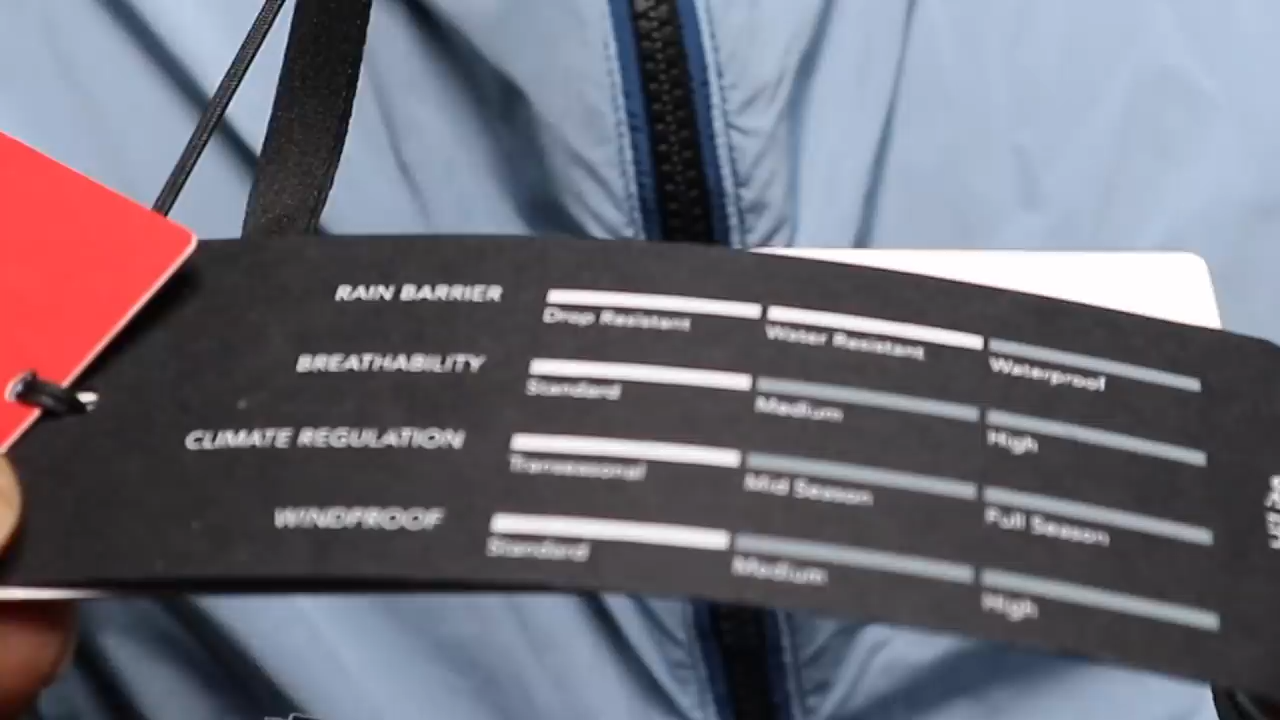 RAIN BARRIER
Drop Resistant Water Resistant Waterproof
BREATHABILITY
Standard Medium High
CLIMATE REGULATION
Transeasonal Mid Season Full Season
WINDPROOF
Standard Medium High